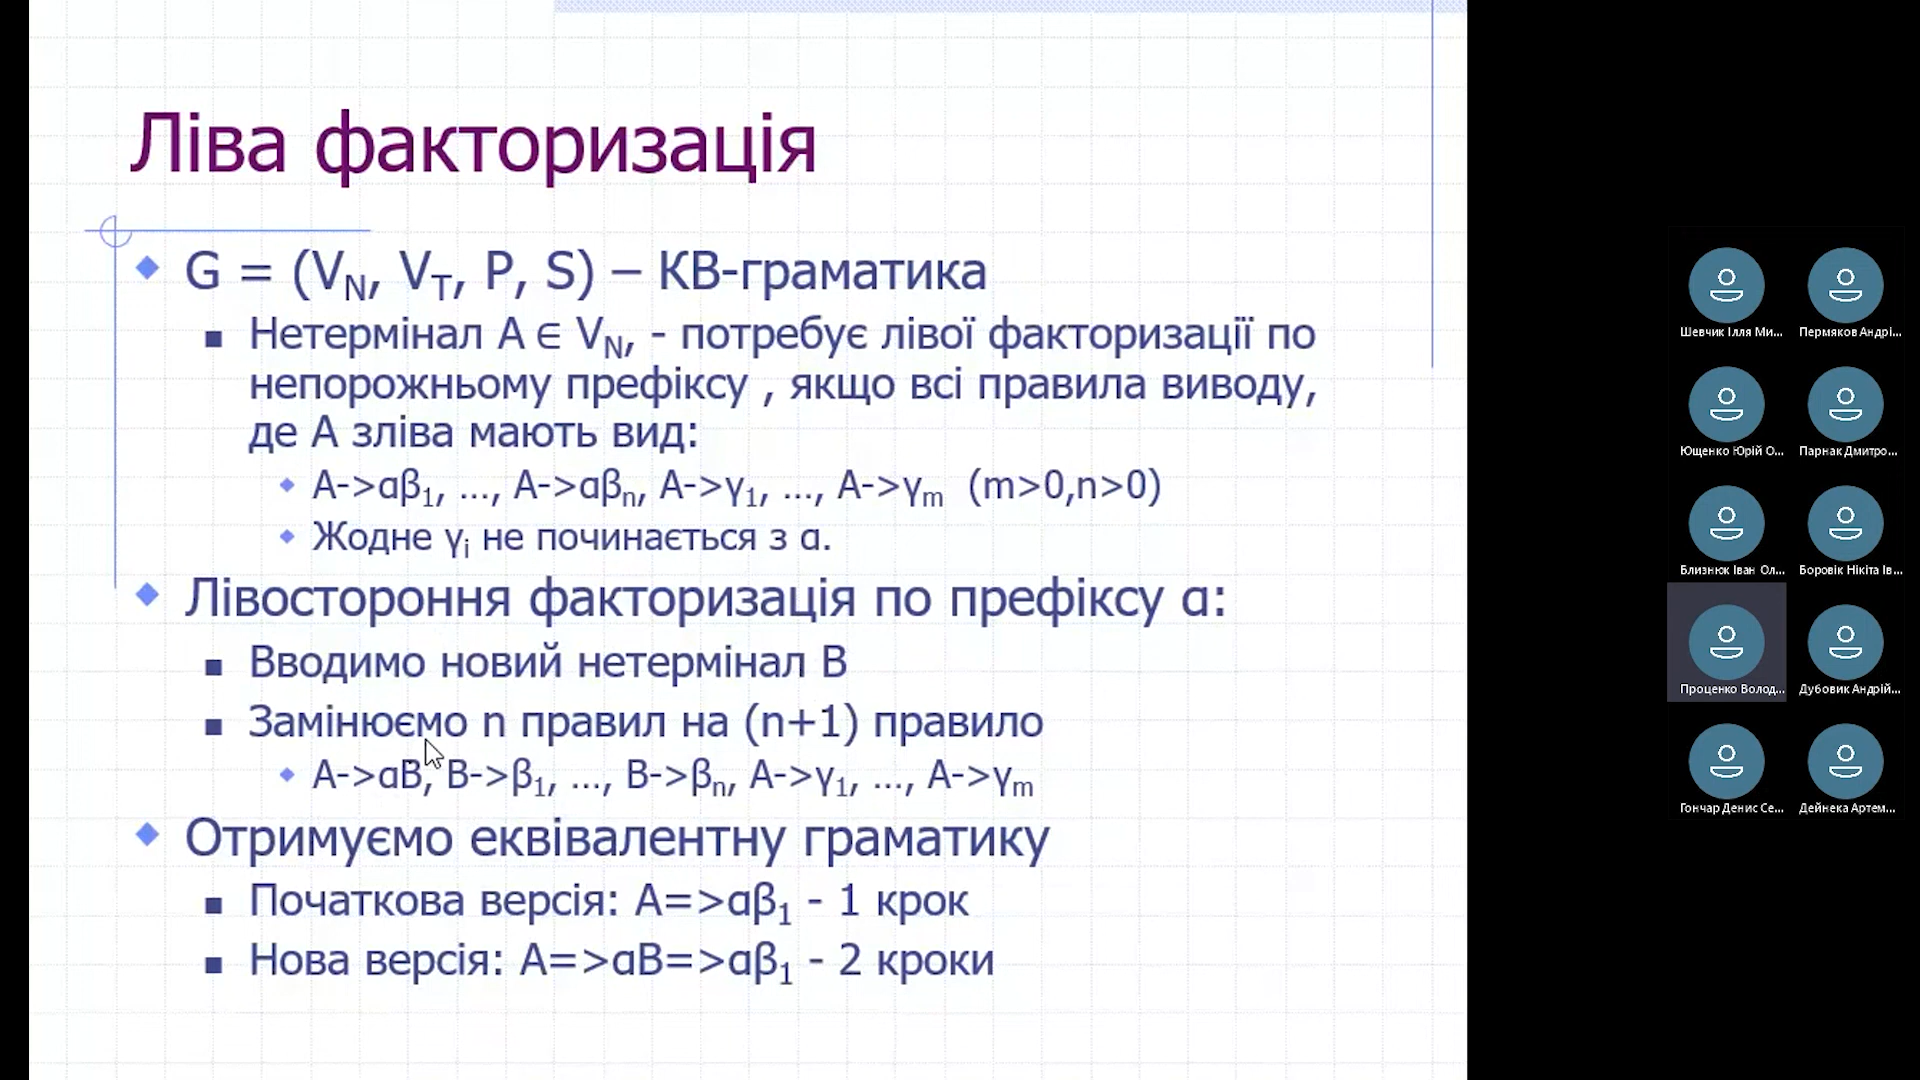 Ліва факторизація
G = (V_N, V_T, P, S) – КВ-граматика
Нетермінал A ∈ V_N, - потребує лівої факторизації по
непорожньому префіксу , якщо всі правила виводу,
де А зліва мають вид:
A->αβ₁, ..., A->αβₙ, A->γ₁, ..., A->γₘ (m>0,n>0)
Жодне γᵢ не починається з α.
Лівостороння факторизація по префіксу α:
Вводимо новий нетермінал B
Замінюємо n правил на (n+1) правило
A->αB, B->β₁, ..., B->βₙ, A->γ₁, ..., A->γₘ
Отримуємо еквівалентну граматику
Початкова версія: A=>αβ₁ - 1 крок
Нова версія: A=>αB=>αβ₁ - 2 кроки
Шевчик Ілля Ми...
Пермяков Андрі...
Ющенко Юрій О...
Парнак Дмитро...
Близнюк Іван Ол...
Боровік Нікіта Ів...
Проценко Волод...
Дубовик Андрій...
Гончар Денис Се...
Дейнека Артем...